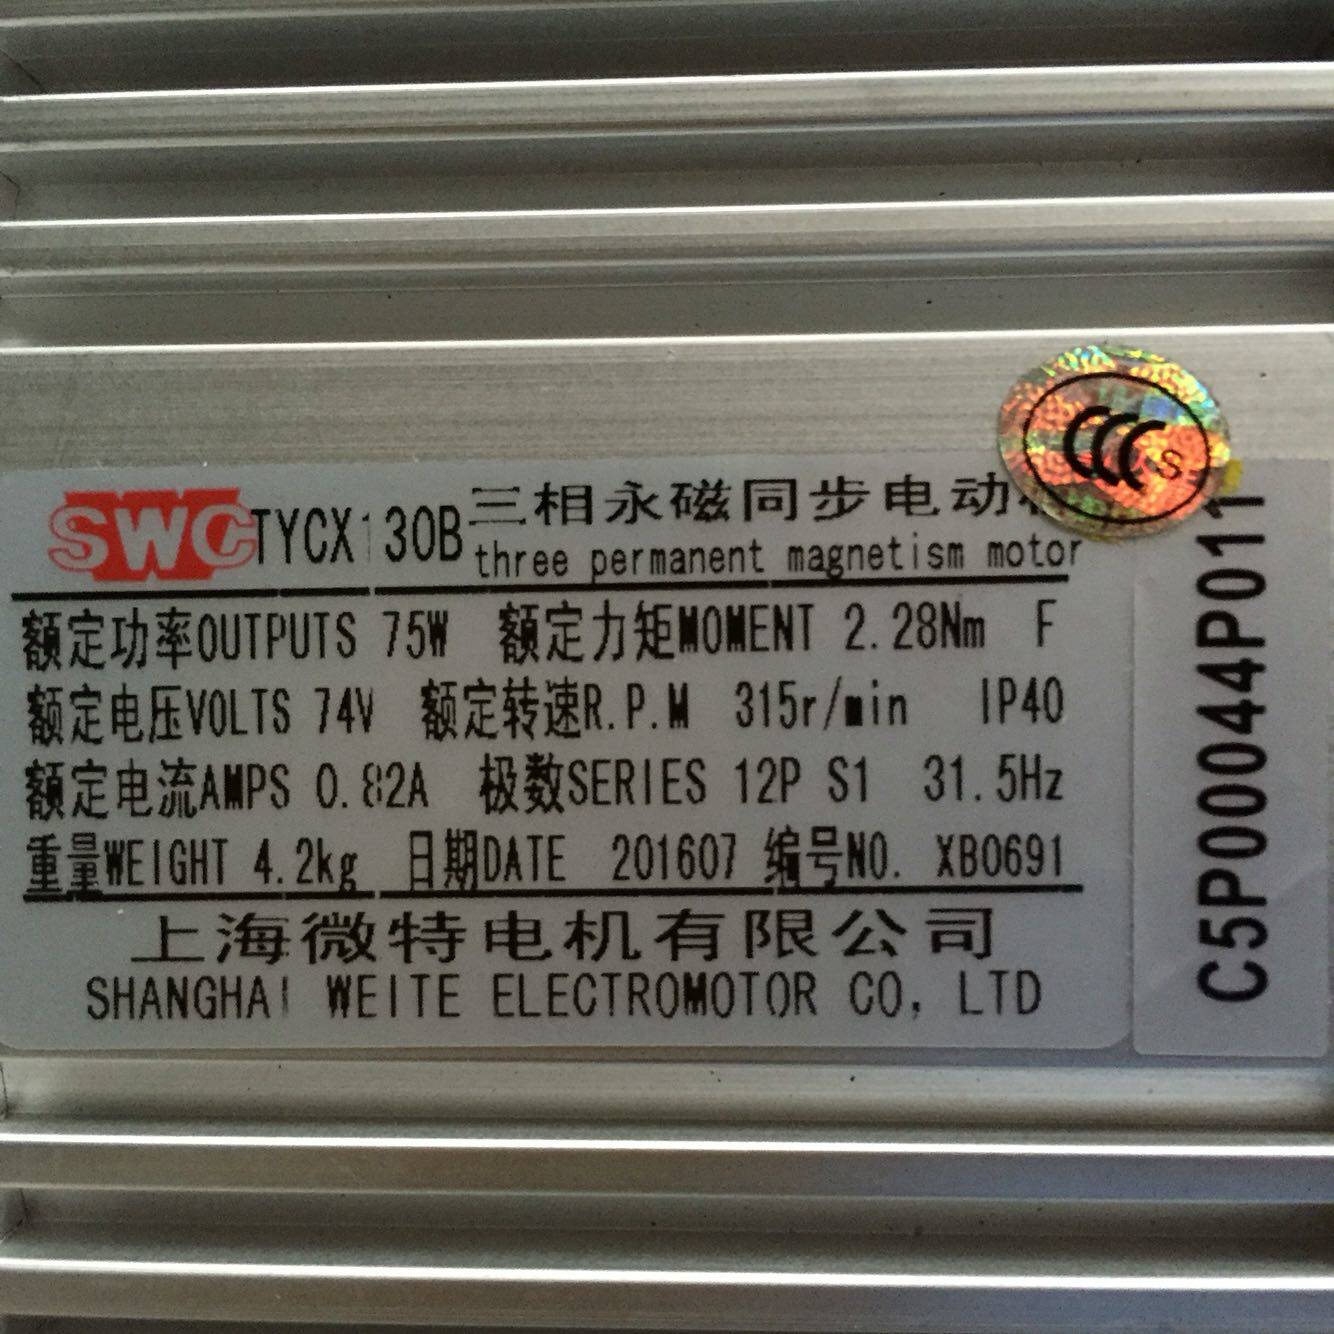 SWC TYCX130B 三相永磁同步电动
three permanent magnetism motor
额定功率OUTPUTS 75W 额定力矩MOMENT 2.28Nm F
额定电压VOLTS 74V 额定转速R.P.M 315r/min IP40
额定电流AMPS 0.82A 极数SERIES 12P S1 31.5Hz
重量WEIGHT 4.2kg 日期DATE 201607 编号NO. XB0691
上海微特电机有限公司
SHANGHAI WEITE ELECTROMOTOR CO, LTD
CCC S
C5P00044P011